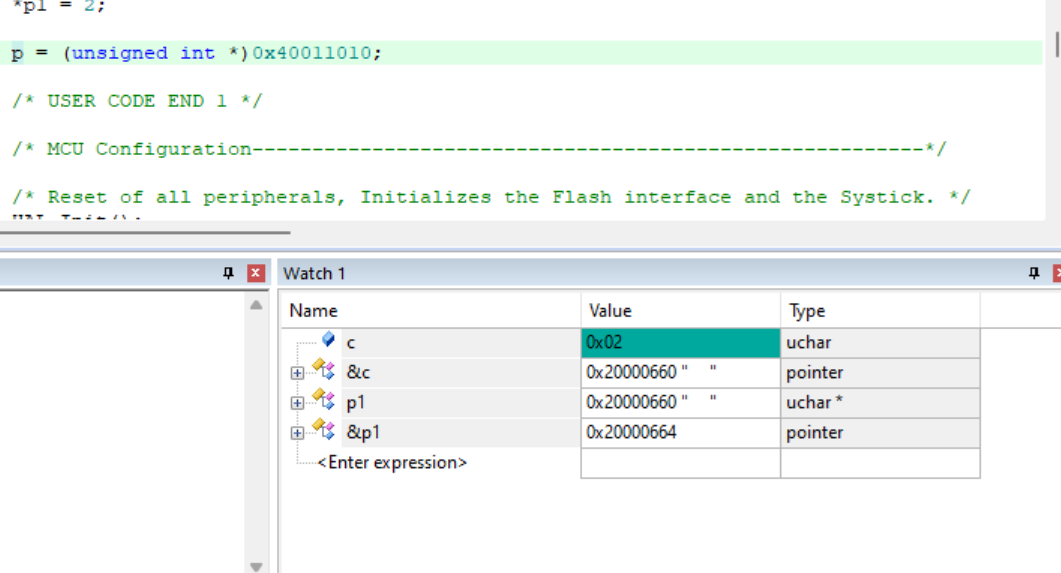 *p1 = 2;
p = (unsigned int *)0x40011010;
/* USER CODE END 1 */
/* MCU Configuration--------------------------------------------------------*/
/* Reset of all peripherals, Initializes the Flash interface and the Systick. */
HAL_Init();
Watch 1
Name Value Type
c 0x02 uchar
&c 0x20000660 " " pointer
p1 0x20000660 " " uchar *
&p1 0x20000664 pointer
<Enter expression>